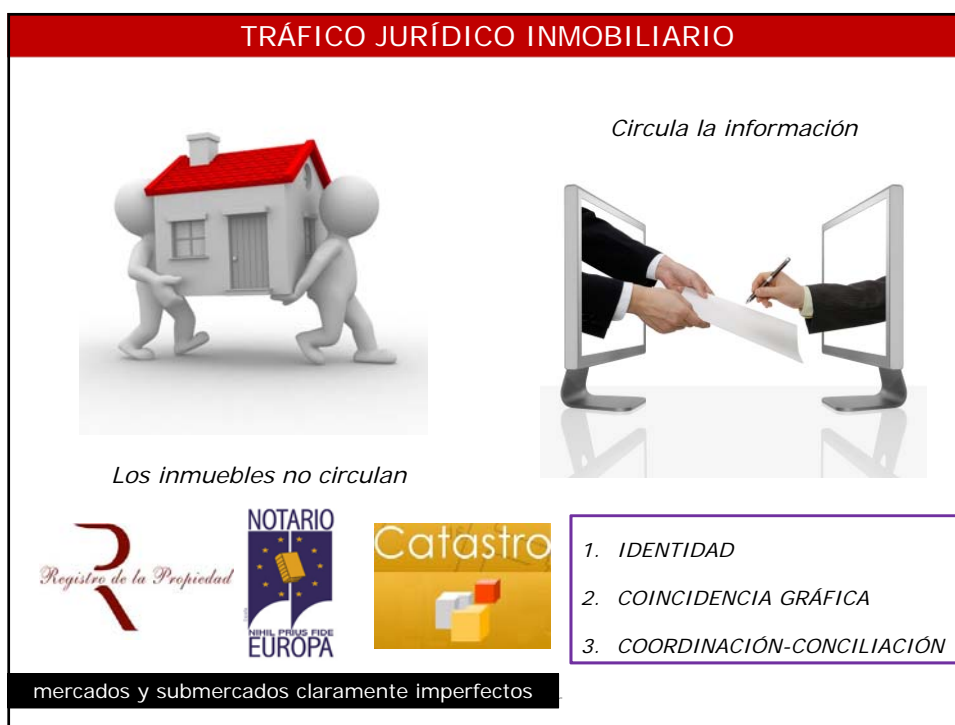 TRÁFICO JURÍDICO INMOBILIARIO
Circula la información
Los inmuebles no circulan
R
Registro de la Propiedad
NOTARIO
NIHIL PRIUS FIDE
EUROPA
Catastro
1. IDENTIDAD
2. COINCIDENCIA GRÁFICA
3. COORDINACIÓN-CONCILIACIÓN
mercados y submercados claramente imperfectos